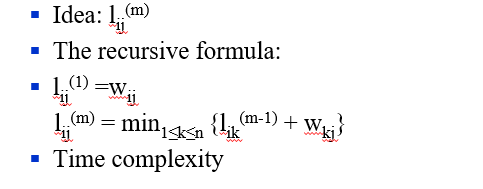 ▪ Idea: lᵢⱼ⁽ᵐ⁾
▪ The recursive formula:
▪ lᵢⱼ⁽¹⁾ =wᵢⱼ
lᵢⱼ⁽ᵐ⁾ = min₁≤k≤n {lᵢₖ⁽ᵐ⁻¹⁾ + wₖⱼ}
▪ Time complexity